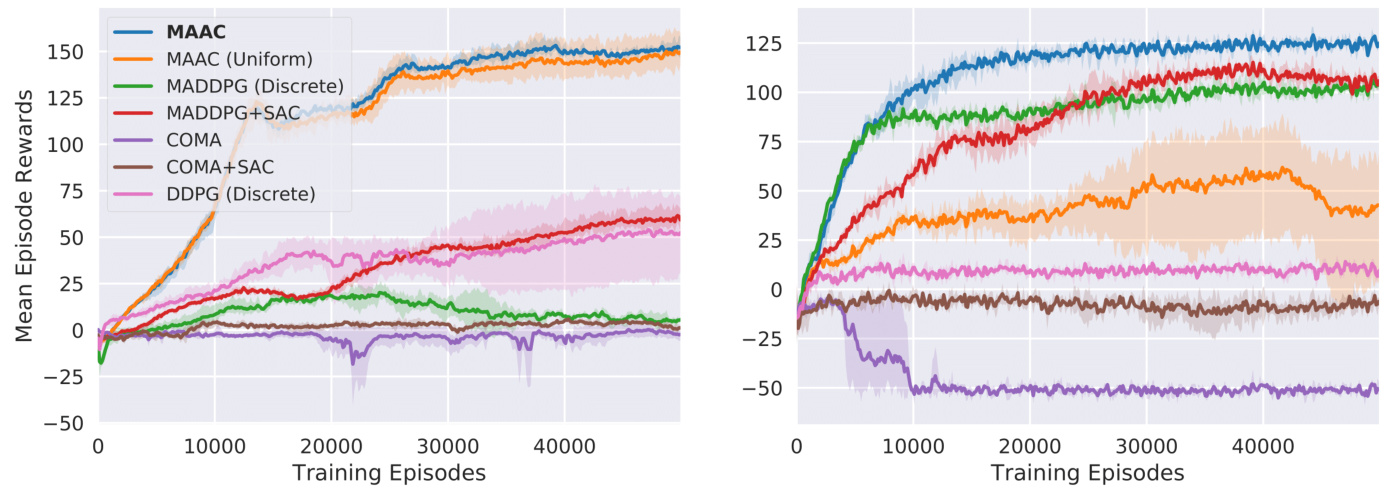 Mean Episode Rewards
150
125
100
75
50
25
0
−25
−50
MAAC
MAAC (Uniform)
MADDPG (Discrete)
MADDPG+SAC
COMA
COMA+SAC
DDPG (Discrete)
0 10000 20000 30000 40000
Training Episodes
125
100
75
50
25
0
−25
−50
0 10000 20000 30000 40000
Training Episodes